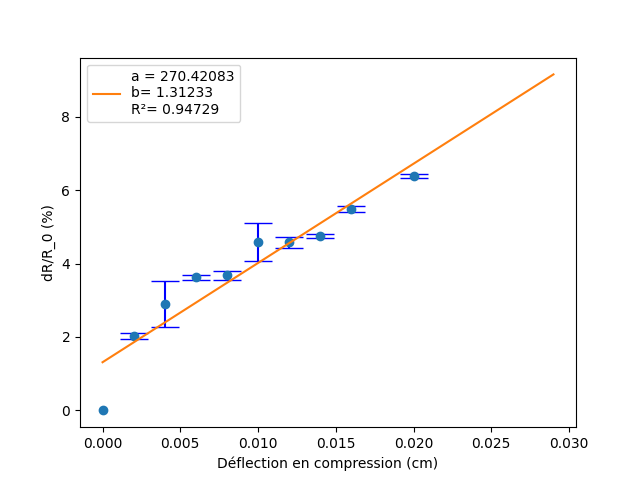 a = 270.42083
b= 1.31233
R²= 0.94729
8
6
4
2
0
dR/R_0 (%)
0.000 0.005 0.010 0.015 0.020 0.025 0.030
Déflection en compression (cm)